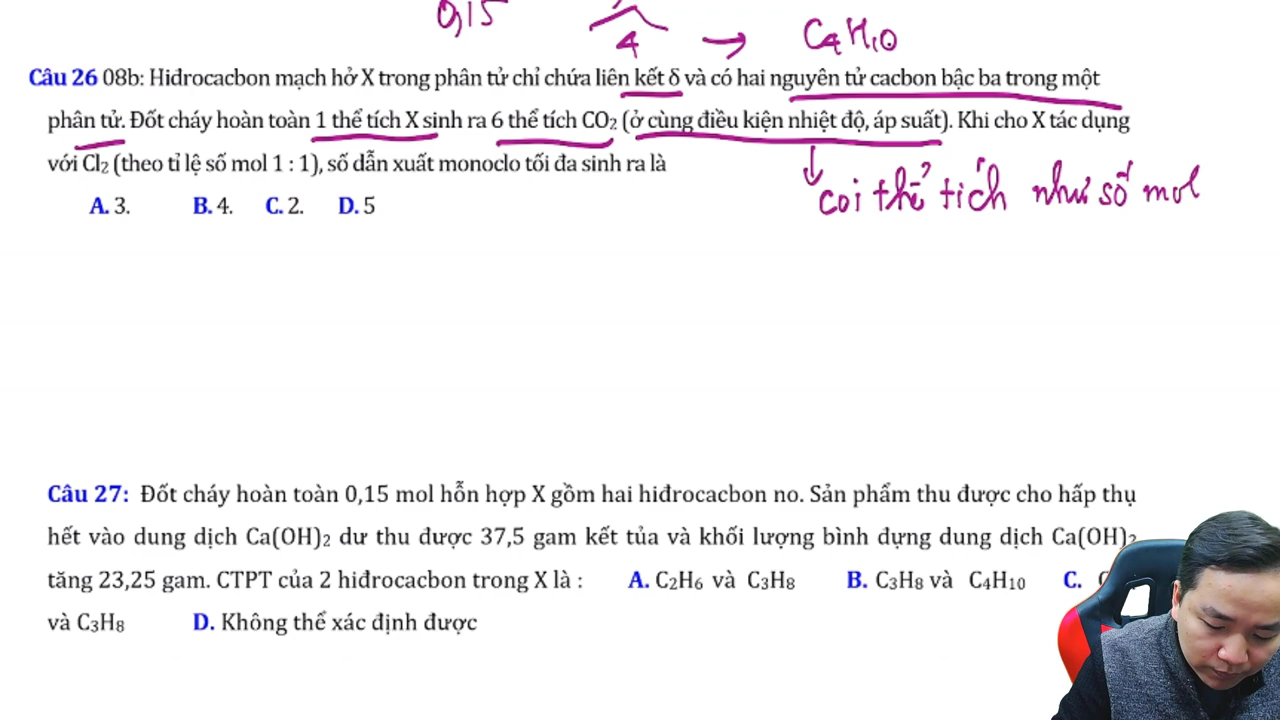 0,15
4 → C4H10
Câu 26 08b: Hiđrocacbon mạch hở X trong phân tử chỉ chứa liên kết δ và có hai nguyên tử cacbon bậc ba trong một
phân tử. Đốt cháy hoàn toàn 1 thể tích X sinh ra 6 thể tích CO₂ (ở cùng điều kiện nhiệt độ, áp suất). Khi cho X tác dụng
với Cl₂ (theo tỉ lệ số mol 1 : 1), số dẫn xuất monoclo tối đa sinh ra là
coi thể tích như số mol
A. 3. B. 4. C. 2. D. 5
Câu 27: Đốt cháy hoàn toàn 0,15 mol hỗn hợp X gồm hai hiđrocacbon no. Sản phẩm thu được cho hấp thụ
hết vào dung dịch Ca(OH)₂ dư thu được 37,5 gam kết tủa và khối lượng bình đựng dung dịch Ca(OH)₂
tăng 23,25 gam. CTPT của 2 hiđrocacbon trong X là : A. C₂H₆ và C₃H₈ B. C₃H₈ và C₄H₁₀ C.
và C₃H₈ D. Không thể xác định được